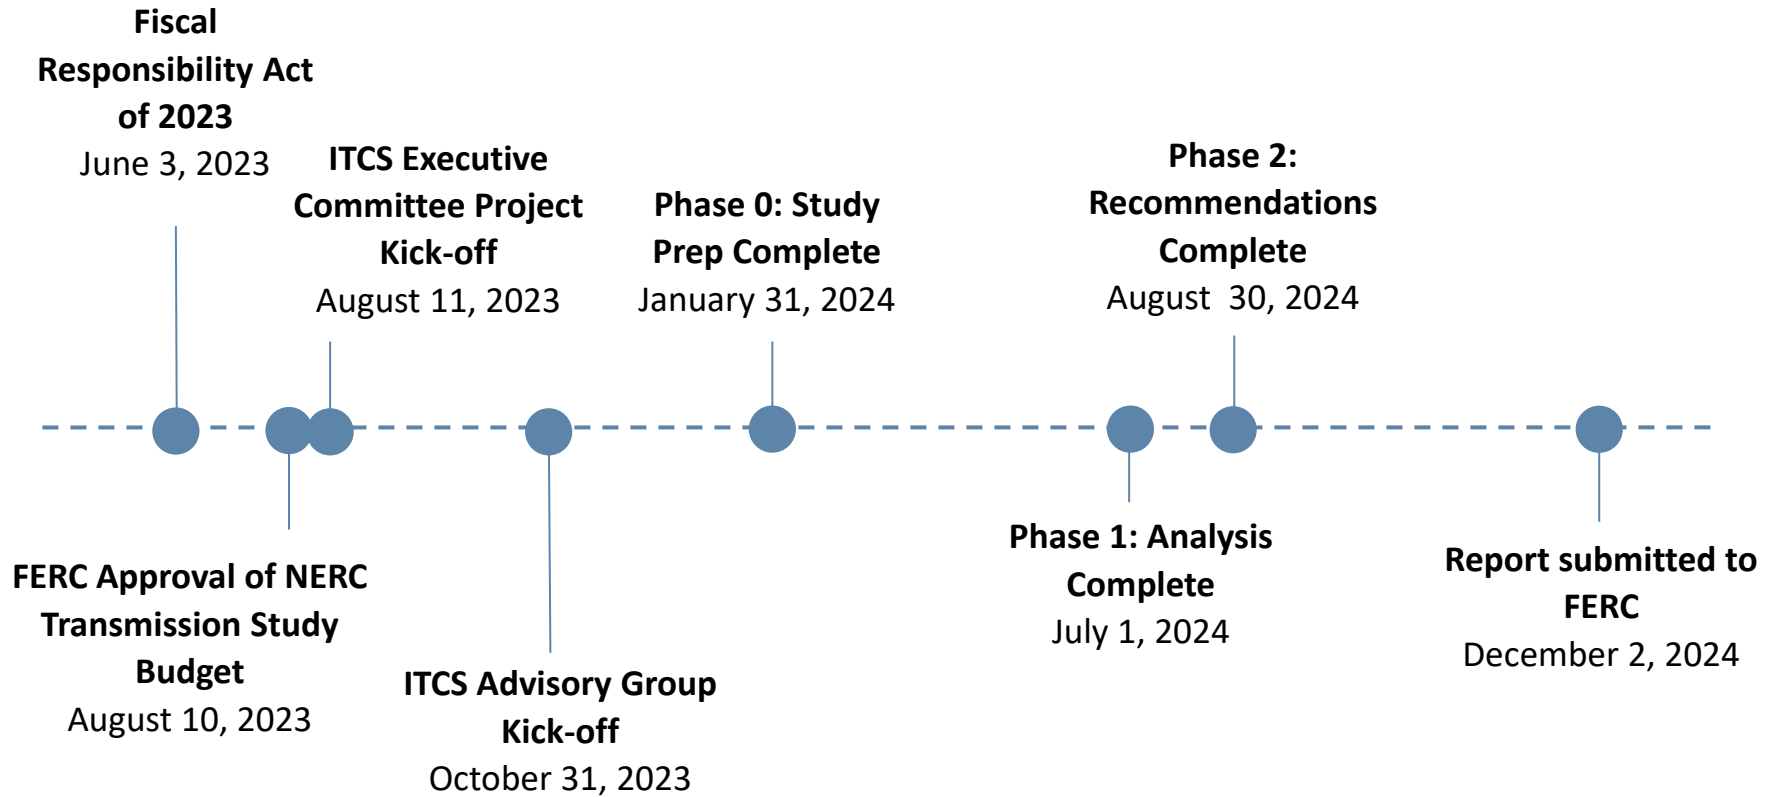 Fiscal
Responsibility Act
of 2023
June 3, 2023
ITCS Executive
Committee Project
Kick-off
August 11, 2023
Phase 0: Study
Prep Complete
January 31, 2024
Phase 2:
Recommendations
Complete
August  30, 2024
FERC Approval of NERC
Transmission Study
Budget
August 10, 2023
ITCS Advisory Group
Kick-off
October 31, 2023
Phase 1: Analysis
Complete
July 1, 2024
Report submitted to
FERC
December 2, 2024